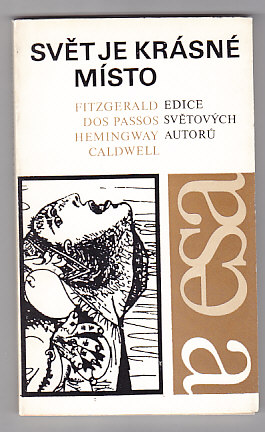 SVĚT JE KRÁSNÉ
MÍSTO
FITZGERALD EDICE
DOS PASSOS SVĚTOVÝCH
HEMINGWAY AUTORŮ
CALDWELL
esa
a